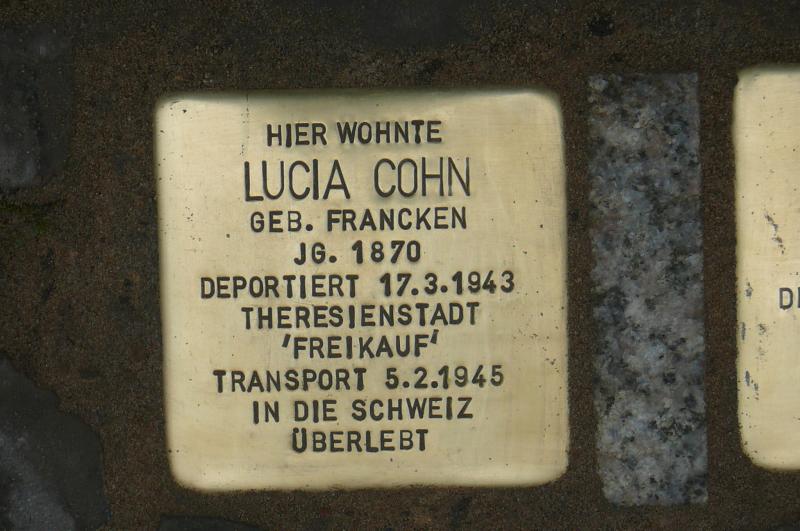 HIER WOHNTE
LUCIA COHN
GEB. FRANCKEN
JG. 1870
DEPORTIERT 17.3.1943
THERESIENSTADT
'FREIKAUF'
TRANSPORT 5.2.1945
IN DIE SCHWEIZ
ÜBERLEBT